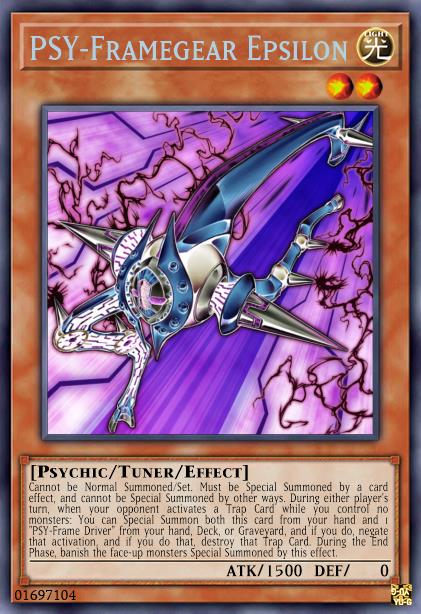 PSY-FRAMEGEAR EPSILON
LIGHT
光
[PSYCHIC/TUNER/EFFECT]
Cannot be Normal Summoned/Set. Must be Special Summoned by a card
effect, and cannot be Special Summoned by other ways. During either player's
turn, when your opponent activates a Trap Card while you control no
monsters: You can Special Summon both this card from your hand and 1
"PSY-Frame Driver" from your hand, Deck, or Graveyard, and if you do, negate
that activation, and if you do that, destroy that Trap Card. During the End
Phase, banish the face-up monsters Special Summoned by this effect.
ATK/1500 DEF/ 0
01697104